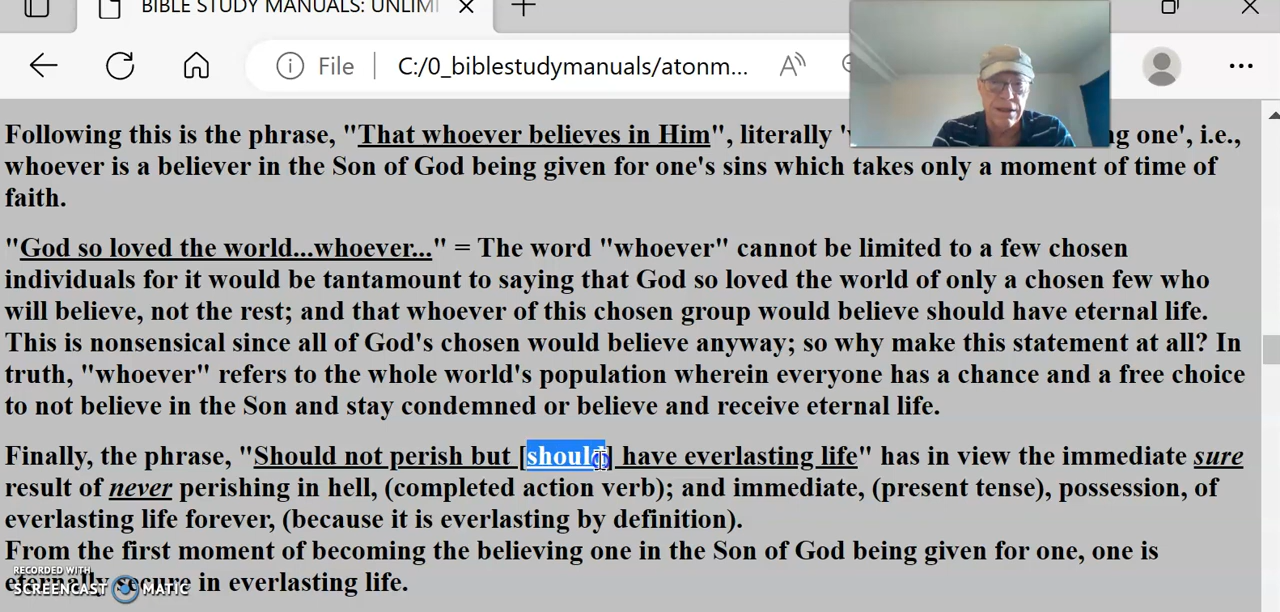 BIBLE STUDY MANUALS: UNLIMI
File
C:/0_biblestudymanuals/atonm...
Following this is the phrase, "That whoever believes in Him", literally 'w g one', i.e.,
whoever is a believer in the Son of God being given for one's sins which takes only a moment of time of
faith.
"God so loved the world...whoever..." = The word "whoever" cannot be limited to a few chosen
individuals for it would be tantamount to saying that God so loved the world of only a chosen few who
will believe, not the rest; and that whoever of this chosen group would believe should have eternal life.
This is nonsensical since all of God's chosen would believe anyway; so why make this statement at all? In
truth, "whoever" refers to the whole world's population wherein everyone has a chance and a free choice
to not believe in the Son and stay condemned or believe and receive eternal life.
Finally, the phrase, "Should not perish but [should] have everlasting life" has in view the immediate sure
result of never perishing in hell, (completed action verb); and immediate, (present tense), possession, of
everlasting life forever, (because it is everlasting by definition).
From the first moment of becoming the believing one in the Son of God being given for one, one is
eternally secure in everlasting life.
RECORDED WITH
SCREENCAST MATIC